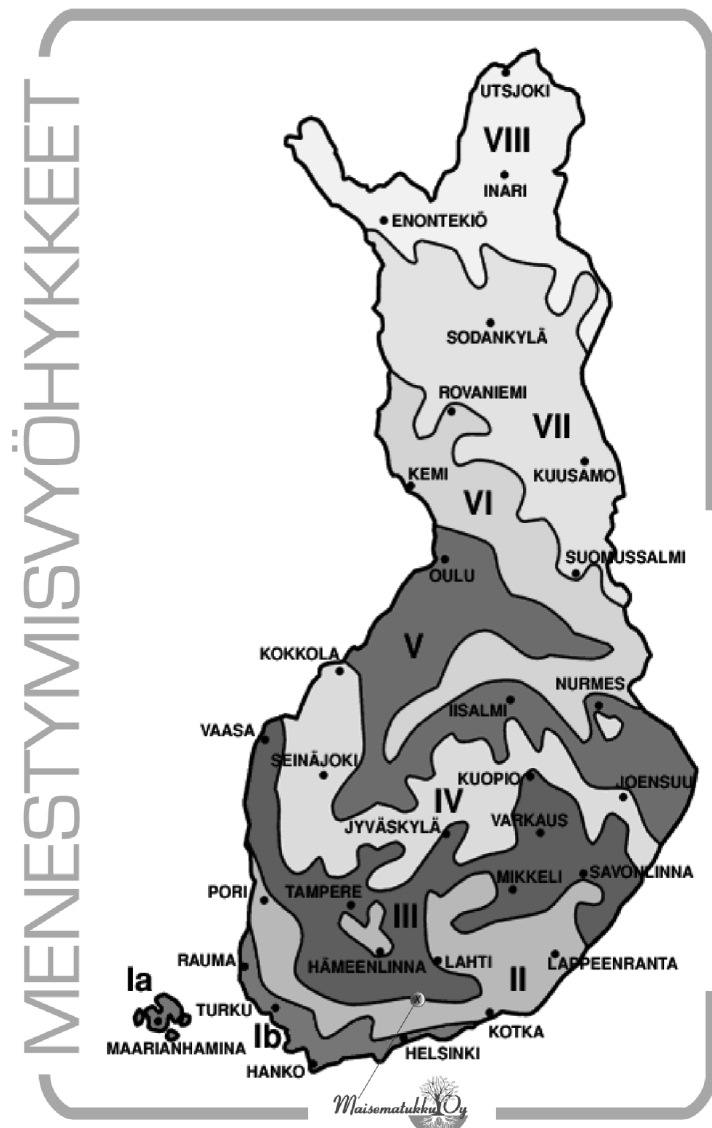 MENESTYMISVYÖHYKKEET
UTSJOKI
VIII
INARI
ENONTEKIÖ
SODANKYLÄ
ROVANIEMI
VII
KEMI
KUUSAMO
VI
SUOMUSSALMI
OULU
V
KOKKOLA
NURMES
IISALMI
VAASA
SEINÄJOKI
KUOPIO
JOENSUU
IV
JYVÄSKYLÄ
VARKAUS
SAVONLINNA
MIKKELI
PORI
TAMPERE
III
RAUMA
HÄMEENLINNA
LAHTI
LAPPEENRANTA
Ia
II
TURKU
KOTKA
Ib
MAARIANHAMINA
HELSINKI
HANKO
x
Maisematukku Oy